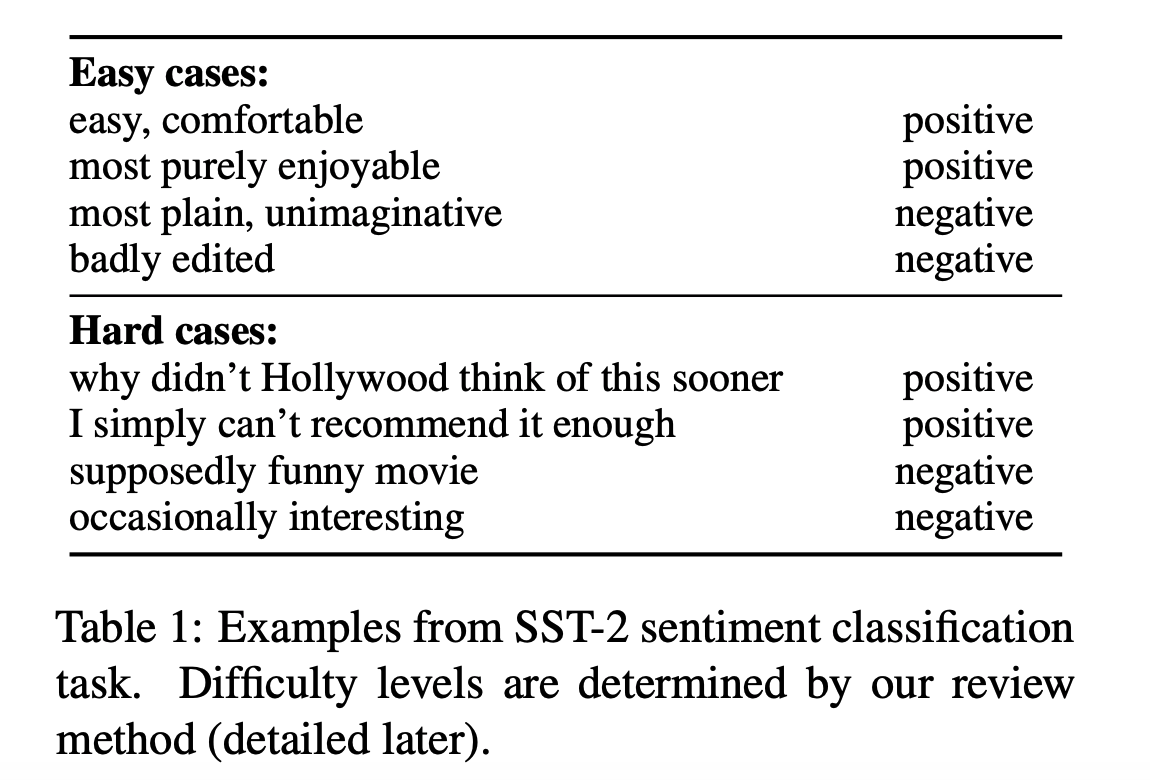 Easy cases:
easy, comfortable positive
most purely enjoyable positive
most plain, unimaginative negative
badly edited negative
Hard cases:
why didn’t Hollywood think of this sooner positive
I simply can’t recommend it enough positive
supposedly funny movie negative
occasionally interesting negative
Table 1: Examples from SST-2 sentiment classification
task. Difficulty levels are determined by our review
method (detailed later).